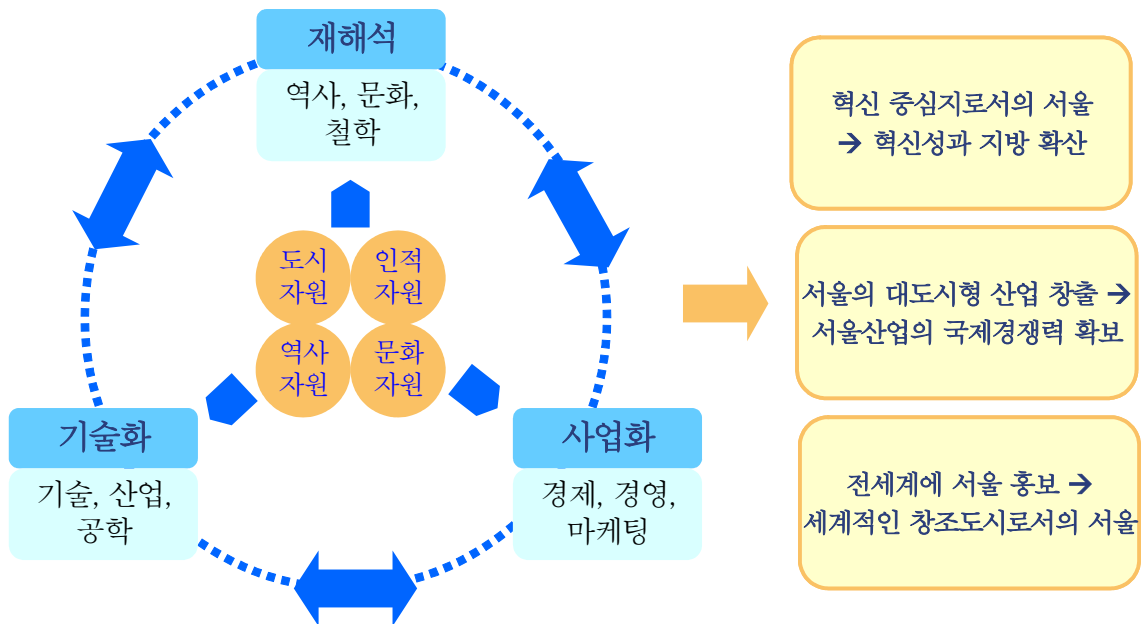 재해석
역사, 문화,
철학
도시
자원
인적
자원
역사
자원
문화
자원
기술화
기술, 산업,
공학
사업화
경제, 경영,
마케팅
혁신 중심지로서의 서울
→ 혁신성과 지방 확산
서울의 대도시형 산업 창출 →
서울산업의 국제경쟁력 확보
전세계에 서울 홍보 →
세계적인 창조도시로서의 서울